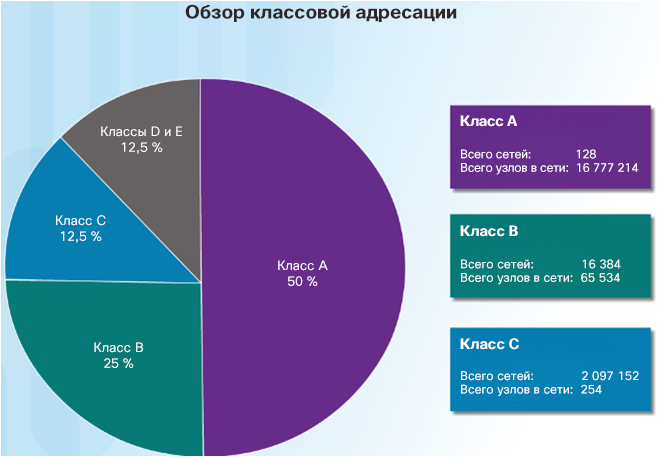 Обзор классовой адресации
Классы D и E
12,5 %
Класс C
12,5 %
Класс A
50 %
Класс B
25 %
Класс A
Всего сетей: 128
Всего узлов в сети: 16 777 214
Класс B
Всего сетей: 16 384
Всего узлов в сети: 65 534
Класс C
Всего сетей: 2 097 152
Всего узлов в сети: 254